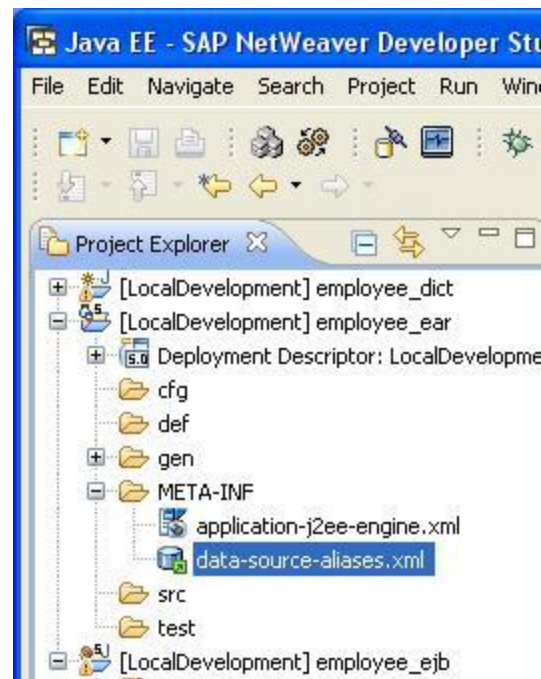 Java EE - SAP NetWeaver Developer Stu
File Edit Navigate Search Project Run Win
Project Explorer
[LocalDevelopment] employee_dict
[LocalDevelopment] employee_ear
5.0 Deployment Descriptor: LocalDevelopme
cfg
def
gen
META-INF
application-j2ee-engine.xml
data-source-aliases.xml
src
test
[LocalDevelopment] employee_ejb